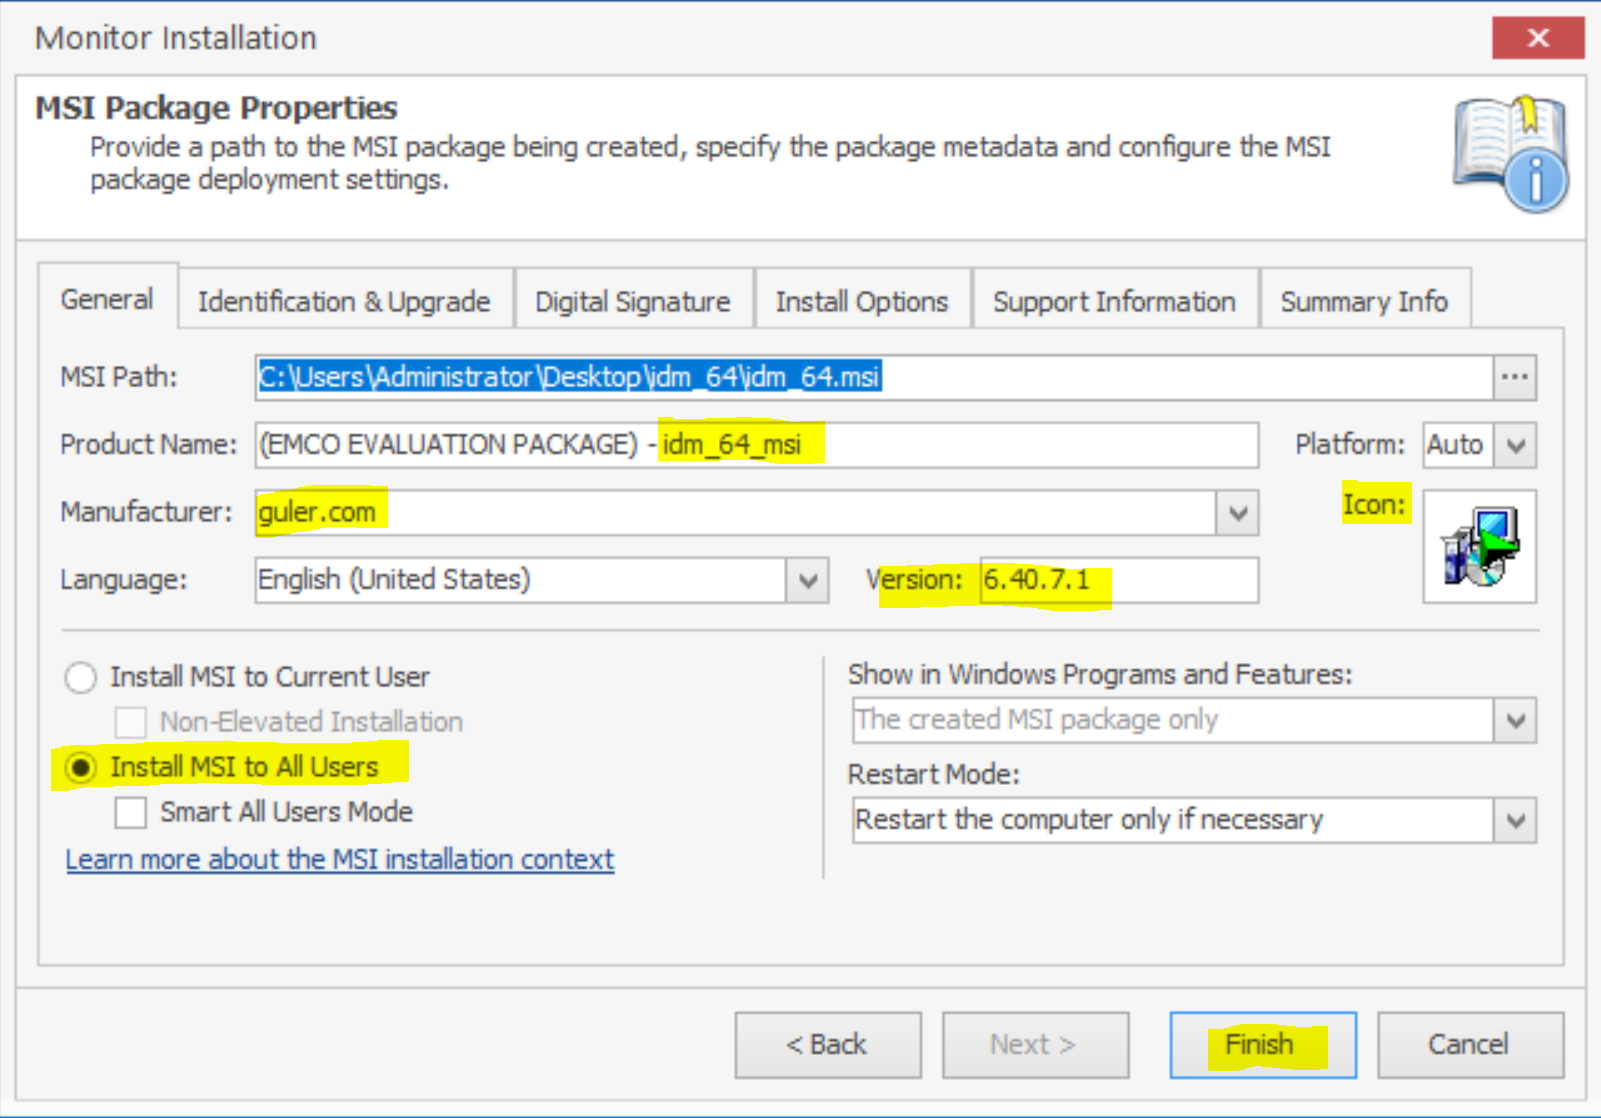 Monitor Installation
MSI Package Properties
Provide a path to the MSI package being created, specify the package metadata and configure the MSI
package deployment settings.
General
Identification & Upgrade
Digital Signature
Install Options
Support Information
Summary Info
MSI Path:
C:\Users\Administrator\Desktop\idm_64\idm_64.msi
...
Product Name:
(EMCO EVALUATION PACKAGE) - idm_64_msi
Platform:
Auto
Manufacturer:
guler.com
Icon:
Language:
English (United States)
Version:
6.40.7.1
Install MSI to Current User
Non-Elevated Installation
Install MSI to All Users
Smart All Users Mode
Learn more about the MSI installation context
Show in Windows Programs and Features:
The created MSI package only
Restart Mode:
Restart the computer only if necessary
< Back
Next >
Finish
Cancel